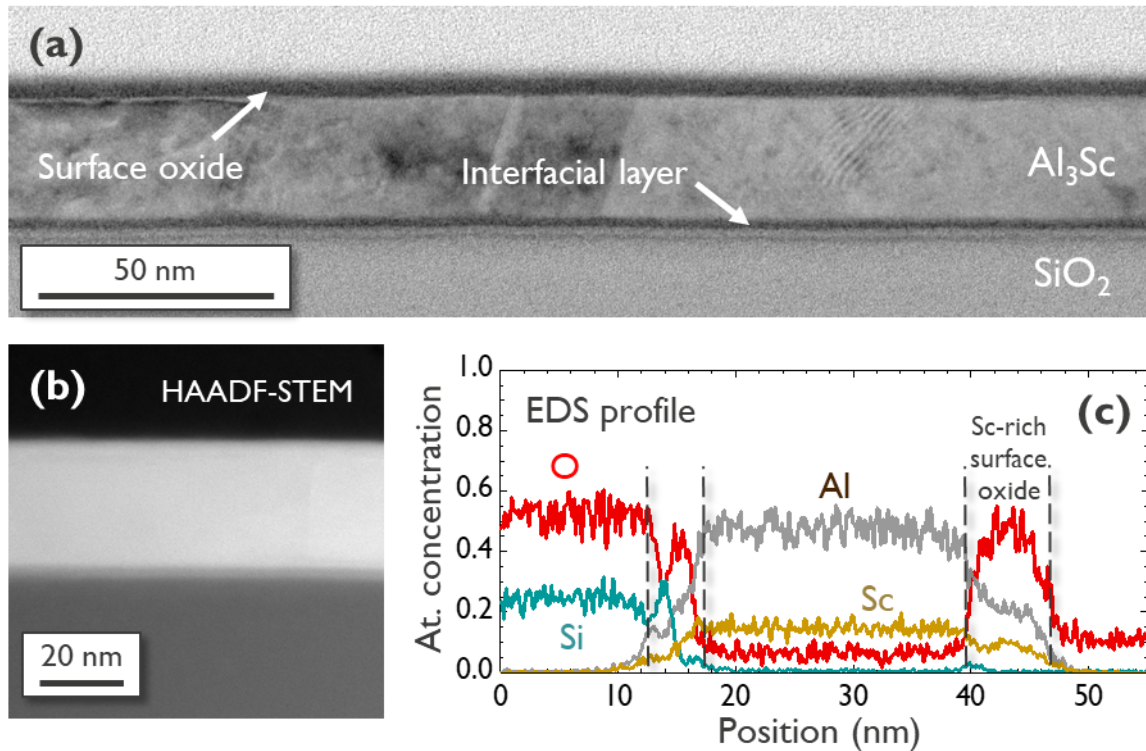 (a)
Surface oxide
Interfacial layer
Al₃Sc
50 nm
SiO₂
(b)
HAADF-STEM
20 nm
(c)
EDS profile
Sc-rich
surface
oxide
O
Al
Sc
Si
At. concentration
1.0
0.8
0.6
0.4
0.2
0.0
0 10 20 30 40 50
Position (nm)